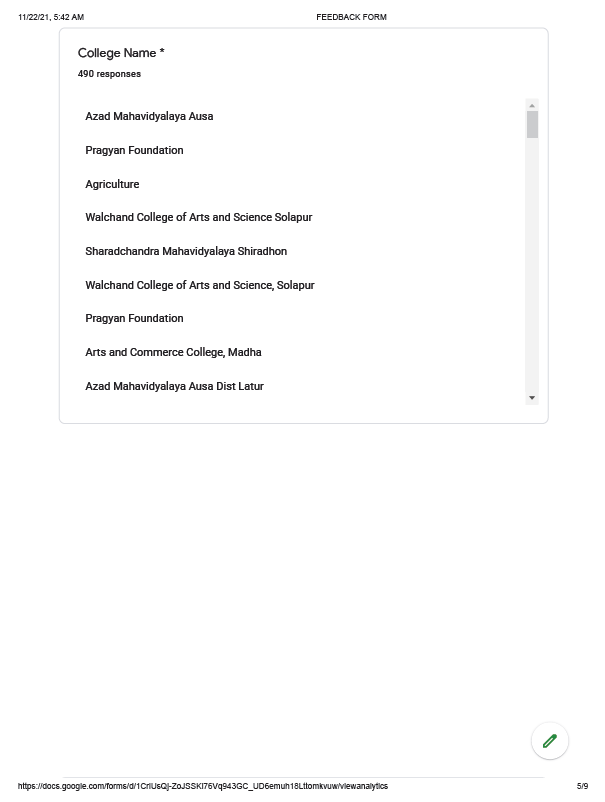 11/22/21, 5:42 AM FEEDBACK FORM
College Name *
490 responses
Azad Mahavidyalaya Ausa
Pragyan Foundation
Agriculture
Walchand College of Arts and Science Solapur
Sharadchandra Mahavidyalaya Shiradhon
Walchand College of Arts and Science, Solapur
Pragyan Foundation
Arts and Commerce College, Madha
Azad Mahavidyalaya Ausa Dist Latur
https://docs.google.com/forms/d/1CrlUsQj-ZoJSSKI76Vq943GC_UD6emuh18Lttomkvuw/viewanalytics 5/9